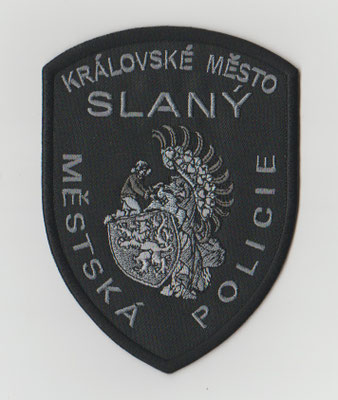 KRÁLOVSKÉ MĚSTO
SLANÝ
MĚSTSKÁ
POLICIE